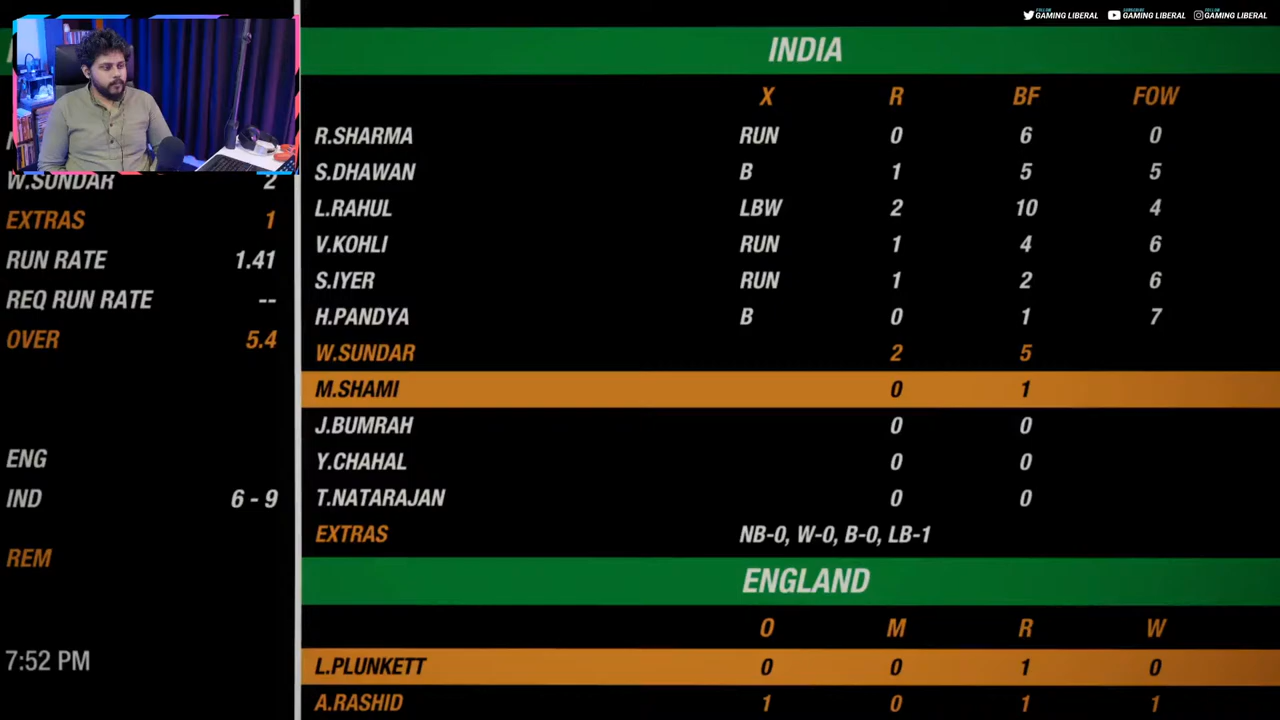 FOLLOW GAMING LIBERAL SUBSCRIBE GAMING LIBERAL FOLLOW GAMING LIBERAL
INDIA
X R BF FOW
R.SHARMA RUN 0 6 0
S.DHAWAN B 1 5 5
L.RAHUL LBW 2 10 4
V.KOHLI RUN 1 4 6
S.IYER RUN 1 2 6
H.PANDYA B 0 1 7
W.SUNDAR 2 5
M.SHAMI 0 1
J.BUMRAH 0 0
Y.CHAHAL 0 0
T.NATARAJAN 0 0
EXTRAS NB-0, W-0, B-0, LB-1
ENGLAND
O M R W
L.PLUNKETT 0 0 1 0
A.RASHID 1 0 1 1
W.SUNDAR 2
EXTRAS 1
RUN RATE 1.41
REQ RUN RATE --
OVER 5.4
ENG
IND 6 - 9
REM
7:52 PM